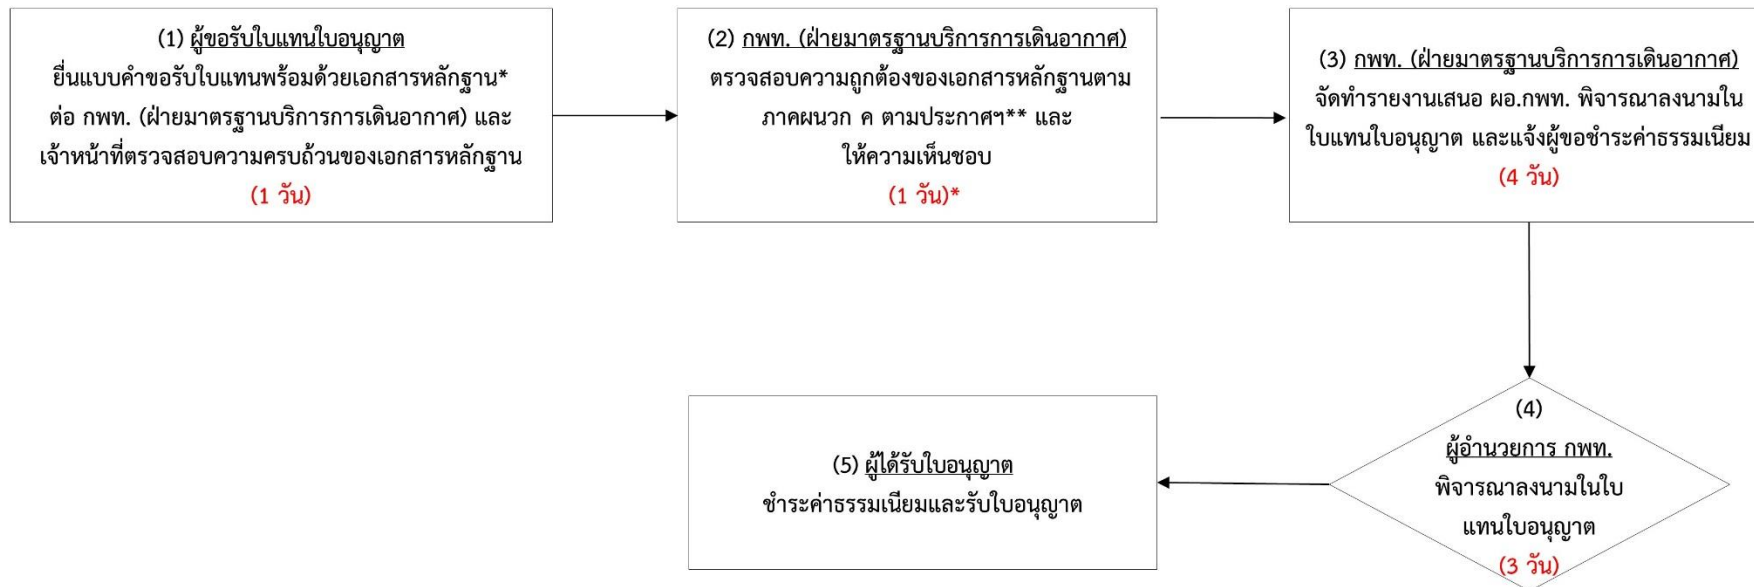 (1) ผู้ขอรับใบแทนใบอนุญาต
ยื่นแบบคำขอรับใบแทนพร้อมด้วยเอกสารหลักฐาน*
ต่อ กพท. (ฝ่ายมาตรฐานบริการการเดินอากาศ) และ
เจ้าหน้าที่ตรวจสอบความครบถ้วนของเอกสารหลักฐาน
(1 วัน)
(2) กพท. (ฝ่ายมาตรฐานบริการการเดินอากาศ)
ตรวจสอบความถูกต้องของเอกสารหลักฐานตาม
ภาคผนวก ค ตามประกาศฯ** และ
ให้ความเห็นชอบ
(1 วัน)*
(3) กพท. (ฝ่ายมาตรฐานบริการการเดินอากาศ)
จัดทำรายงานเสนอ ผอ.กพท. พิจารณาลงนามใน
ใบแทนใบอนุญาต และแจ้งผู้ขอชำระค่าธรรมเนียม
(4 วัน)
(4)
ผู้อำนวยการ กพท.
พิจารณาลงนามในใบ
แทนใบอนุญาต
(3 วัน)
(5) ผู้ได้รับใบอนุญาต
ชำระค่าธรรมเนียมและรับใบอนุญาต